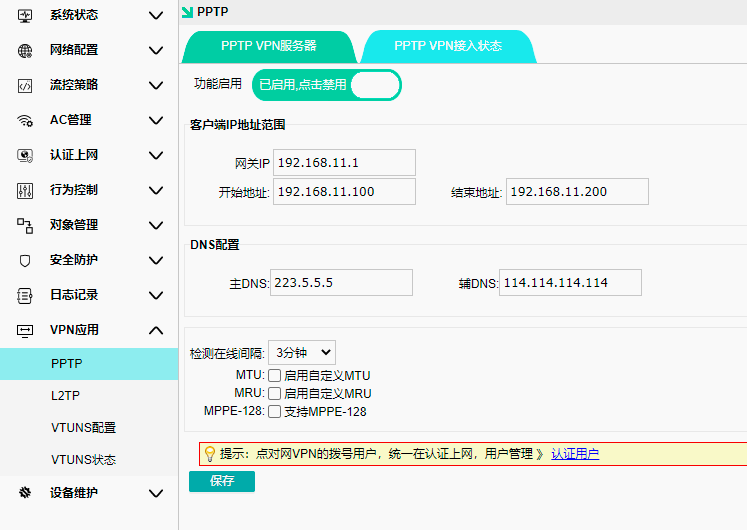 系统状态
网络配置
流控策略
AC管理
认证上网
行为控制
对象管理
安全防护
日志记录
VPN应用
PPTP
L2TP
VTUNS配置
VTUNS状态
设备维护
PPTP
PPTP VPN服务器
PPTP VPN接入状态
功能启用 已启用,点击禁用
客户端IP地址范围
网关IP 192.168.11.1
开始地址: 192.168.11.100 结束地址: 192.168.11.200
DNS配置
主DNS: 223.5.5.5 辅DNS: 114.114.114.114
检测在线间隔: 3分钟
MTU: 启用自定义MTU
MRU: 启用自定义MRU
MPPE-128: 支持MPPE-128
提示：点对网VPN的拨号用户，统一在认证上网，用户管理 》 认证用户
保存